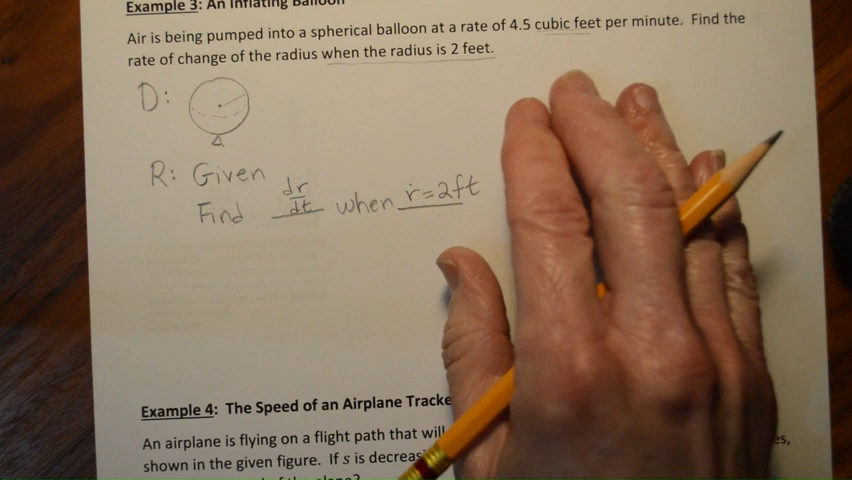 Example 3: An Inflating Balloon
Air is being pumped into a spherical balloon at a rate of 4.5 cubic feet per minute. Find the
rate of change of the radius when the radius is 2 feet.
D:
R: Given
Find dr/dt when r=2ft
Example 4: The Speed of an Airplane Tracke
An airplane is flying on a flight path that will es,
shown in the given figure. If s is decreas